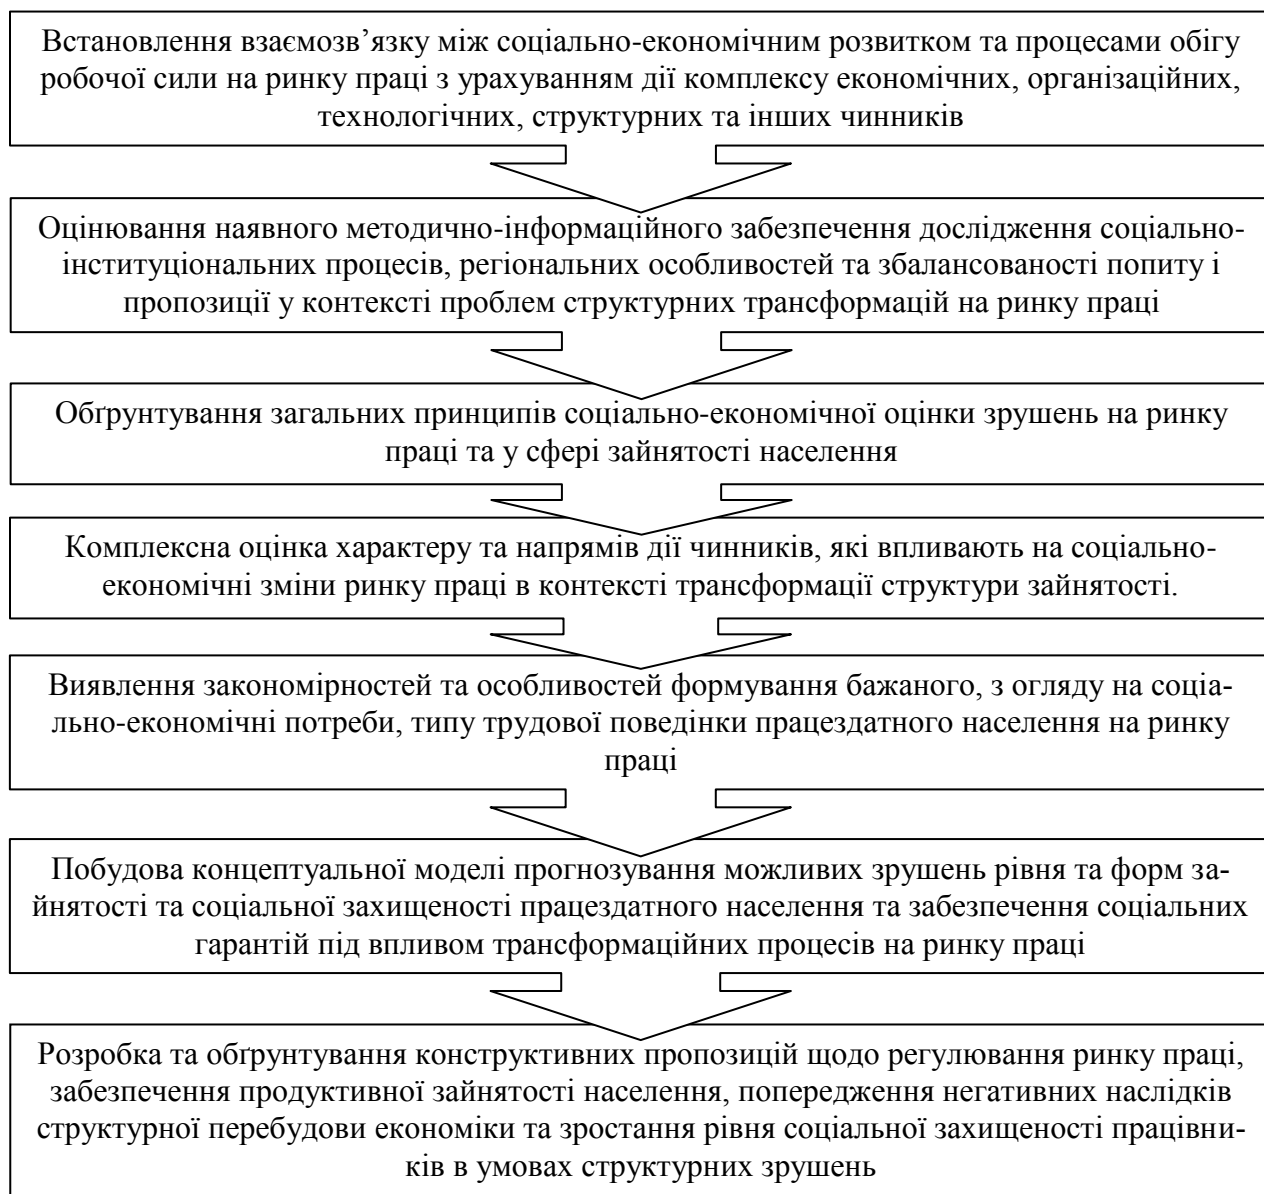 Встановлення взаємозв’язку між соціально-економічним розвитком та процесами обігу
робочої сили на ринку праці з урахуванням дії комплексу економічних, організаційних,
технологічних, структурних та інших чинників
Оцінювання наявного методично-інформаційного забезпечення дослідження соціально-
інституціональних процесів, регіональних особливостей та збалансованості попиту і
пропозиції у контексті проблем структурних трансформацій на ринку праці
Обґрунтування загальних принципів соціально-економічної оцінки зрушень на ринку
праці та у сфері зайнятості населення
Комплексна оцінка характеру та напрямів дії чинників, які впливають на соціально-
економічні зміни ринку праці в контексті трансформації структури зайнятості.
Виявлення закономірностей та особливостей формування бажаного, з огляду на соціа-
льно-економічні потреби, типу трудової поведінки працездатного населення на ринку
праці
Побудова концептуальної моделі прогнозування можливих зрушень рівня та форм за-
йнятості та соціальної захищеності працездатного населення та забезпечення соціальних
гарантій під впливом трансформаційних процесів на ринку праці
Розробка та обґрунтування конструктивних пропозицій щодо регулювання ринку праці,
забезпечення продуктивної зайнятості населення, попередження негативних наслідків
структурної перебудови економіки та зростання рівня соціальної захищеності працівни-
ків в умовах структурних зрушень